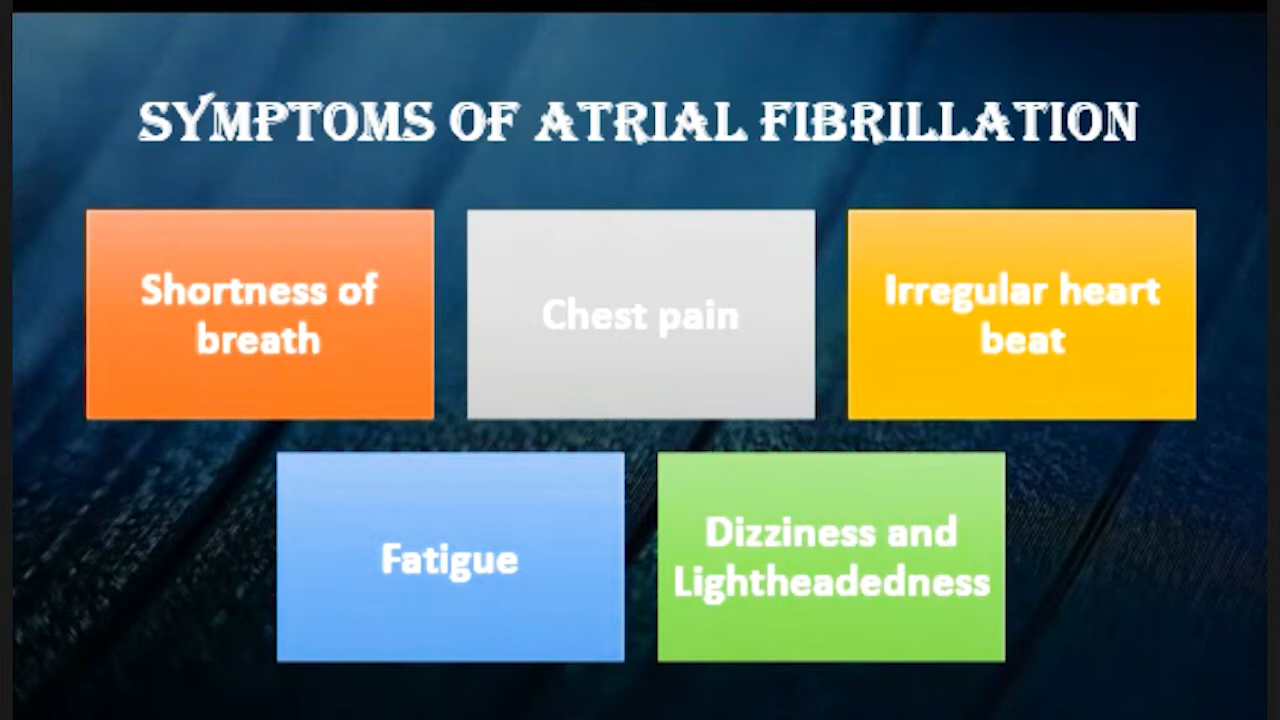 SYMPTOMS OF ATRIAL FIBRILLATION
Shortness of
breath
Chest pain
Irregular heart
beat
Fatigue
Dizziness and
Lightheadedness